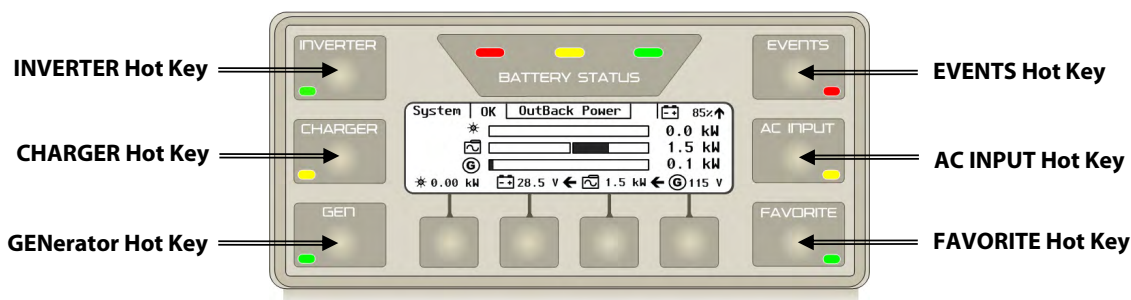 INVERTER Hot Key
CHARGER Hot Key
GENerator Hot Key
INVERTER
CHARGER
GEN
BATTERY STATUS
System OK OutBack Power 85%
0.0 kW
1.5 kW
G 0.1 kW
0.00 kW 28.5 V 1.5 kW G 115 V
EVENTS
AC INPUT
FAVORITE
EVENTS Hot Key
AC INPUT Hot Key
FAVORITE Hot Key